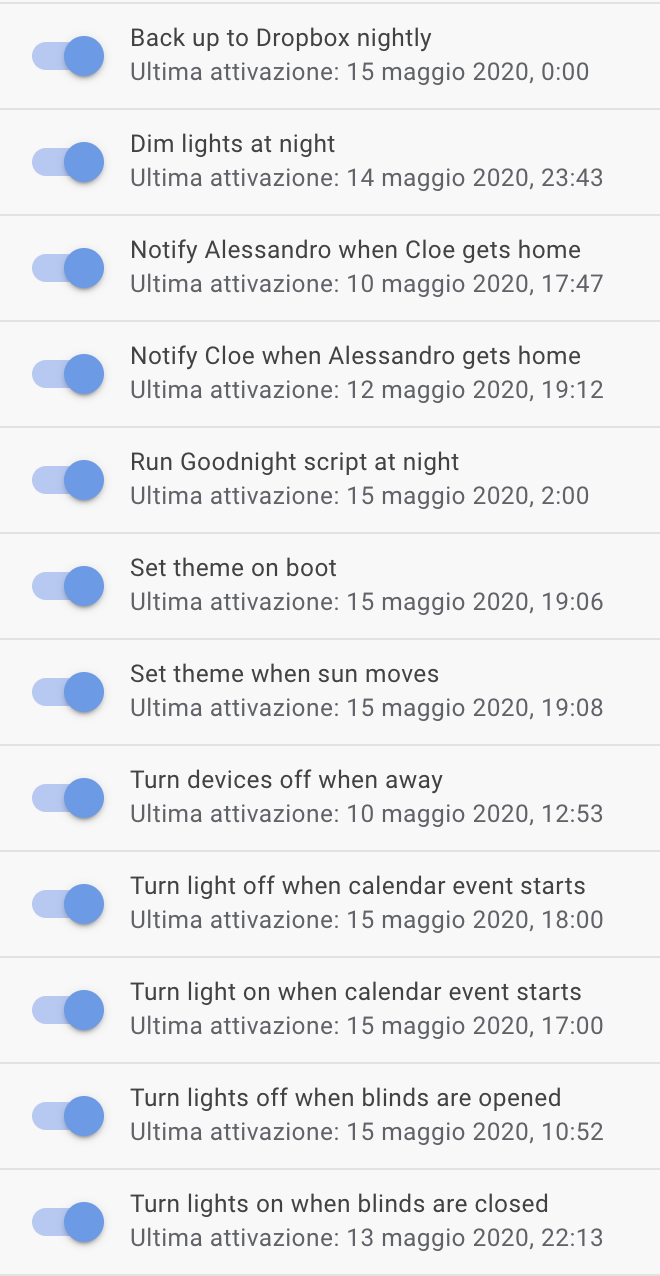 Back up to Dropbox nightly
Ultima attivazione: 15 maggio 2020, 0:00
Dim lights at night
Ultima attivazione: 14 maggio 2020, 23:43
Notify Alessandro when Cloe gets home
Ultima attivazione: 10 maggio 2020, 17:47
Notify Cloe when Alessandro gets home
Ultima attivazione: 12 maggio 2020, 19:12
Run Goodnight script at night
Ultima attivazione: 15 maggio 2020, 2:00
Set theme on boot
Ultima attivazione: 15 maggio 2020, 19:06
Set theme when sun moves
Ultima attivazione: 15 maggio 2020, 19:08
Turn devices off when away
Ultima attivazione: 10 maggio 2020, 12:53
Turn light off when calendar event starts
Ultima attivazione: 15 maggio 2020, 18:00
Turn light on when calendar event starts
Ultima attivazione: 15 maggio 2020, 17:00
Turn lights off when blinds are opened
Ultima attivazione: 15 maggio 2020, 10:52
Turn lights on when blinds are closed
Ultima attivazione: 13 maggio 2020, 22:13